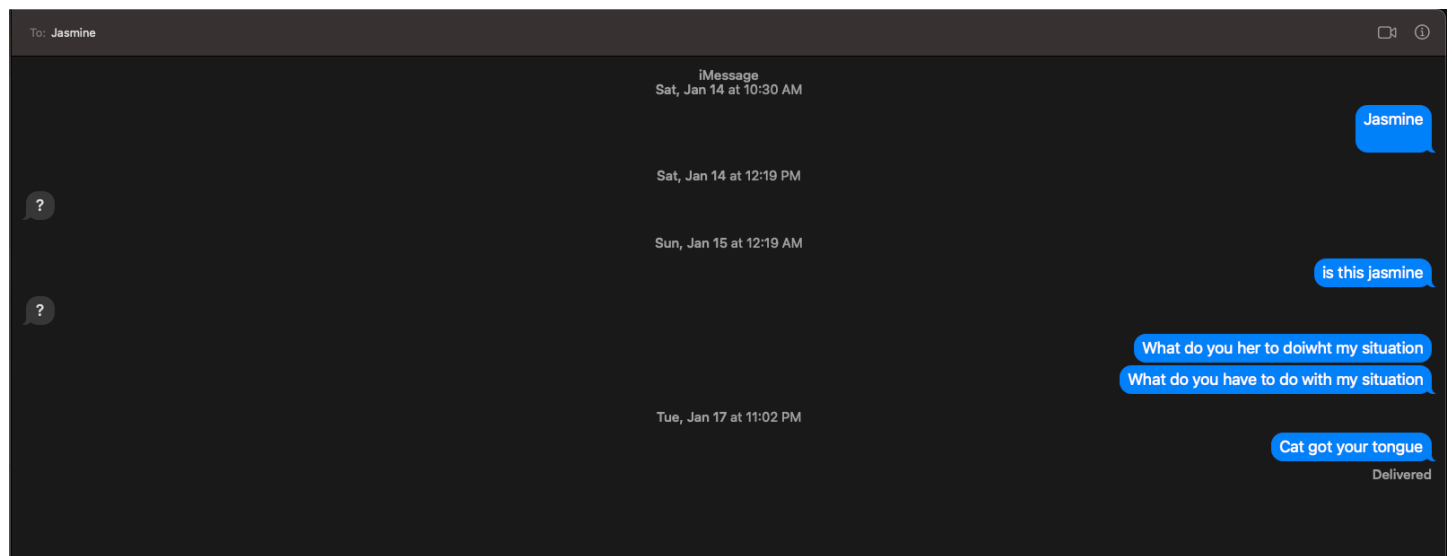 To: Jasmine
iMessage
Sat, Jan 14 at 10:30 AM
Jasmine
Sat, Jan 14 at 12:19 PM
?
Sun, Jan 15 at 12:19 AM
is this jasmine
?
What do you her to doiwht my situation
What do you have to do with my situation
Tue, Jan 17 at 11:02 PM
Cat got your tongue
Delivered